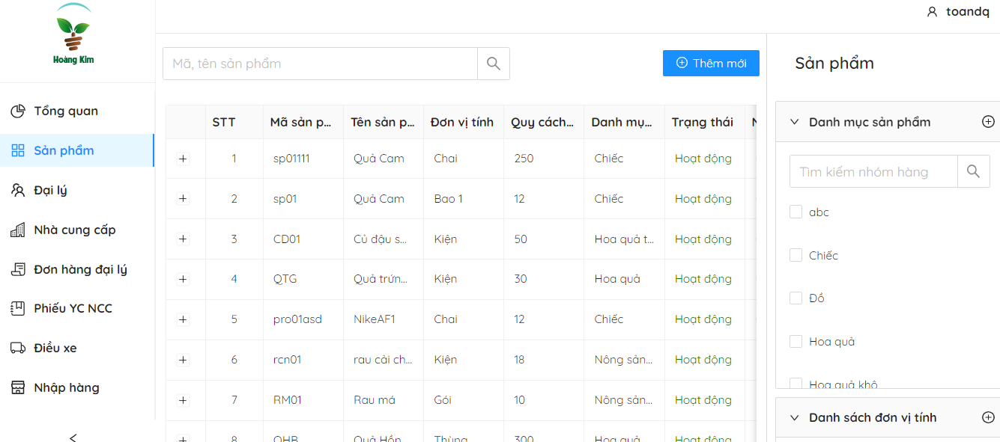 Hoàng Kim
toandq
Tổng quan
Sản phẩm
Đại lý
Nhà cung cấp
Đơn hàng đại lý
Phiếu YC NCC
Điều xe
Nhập hàng
Mã, tên sản phẩm
Thêm mới
STT Mã sản p... Tên sản p... Đơn vị tính Quy cách... Danh mụ... Trạng thái
1 sp01111 Quả Cam Chai 250 Chiếc Hoạt động
2 sp01 Quả Cam Bao 1 12 Chiếc Hoạt động
3 CD01 Củ đậu s... Kiện 50 Hoa quả t... Hoạt động
4 QTG Quả trứn... Kiện 30 Hoa quả Hoạt động
5 pro01asd NikeAF1 Chai 12 Chiếc Hoạt động
6 rcn01 rau cải ch... Kiện 18 Nông sản... Hoạt động
7 RM01 Rau má Gói 10 Nông sản... Hoạt động
8 QHB Quả Hồn... Thùng 300 Hoa quả Hoạt động
Sản phẩm
Danh mục sản phẩm
Tìm kiếm nhóm hàng
abc
Chiếc
Đồ
Hoa quả
Hoa quả khô
Danh sách đơn vị tính